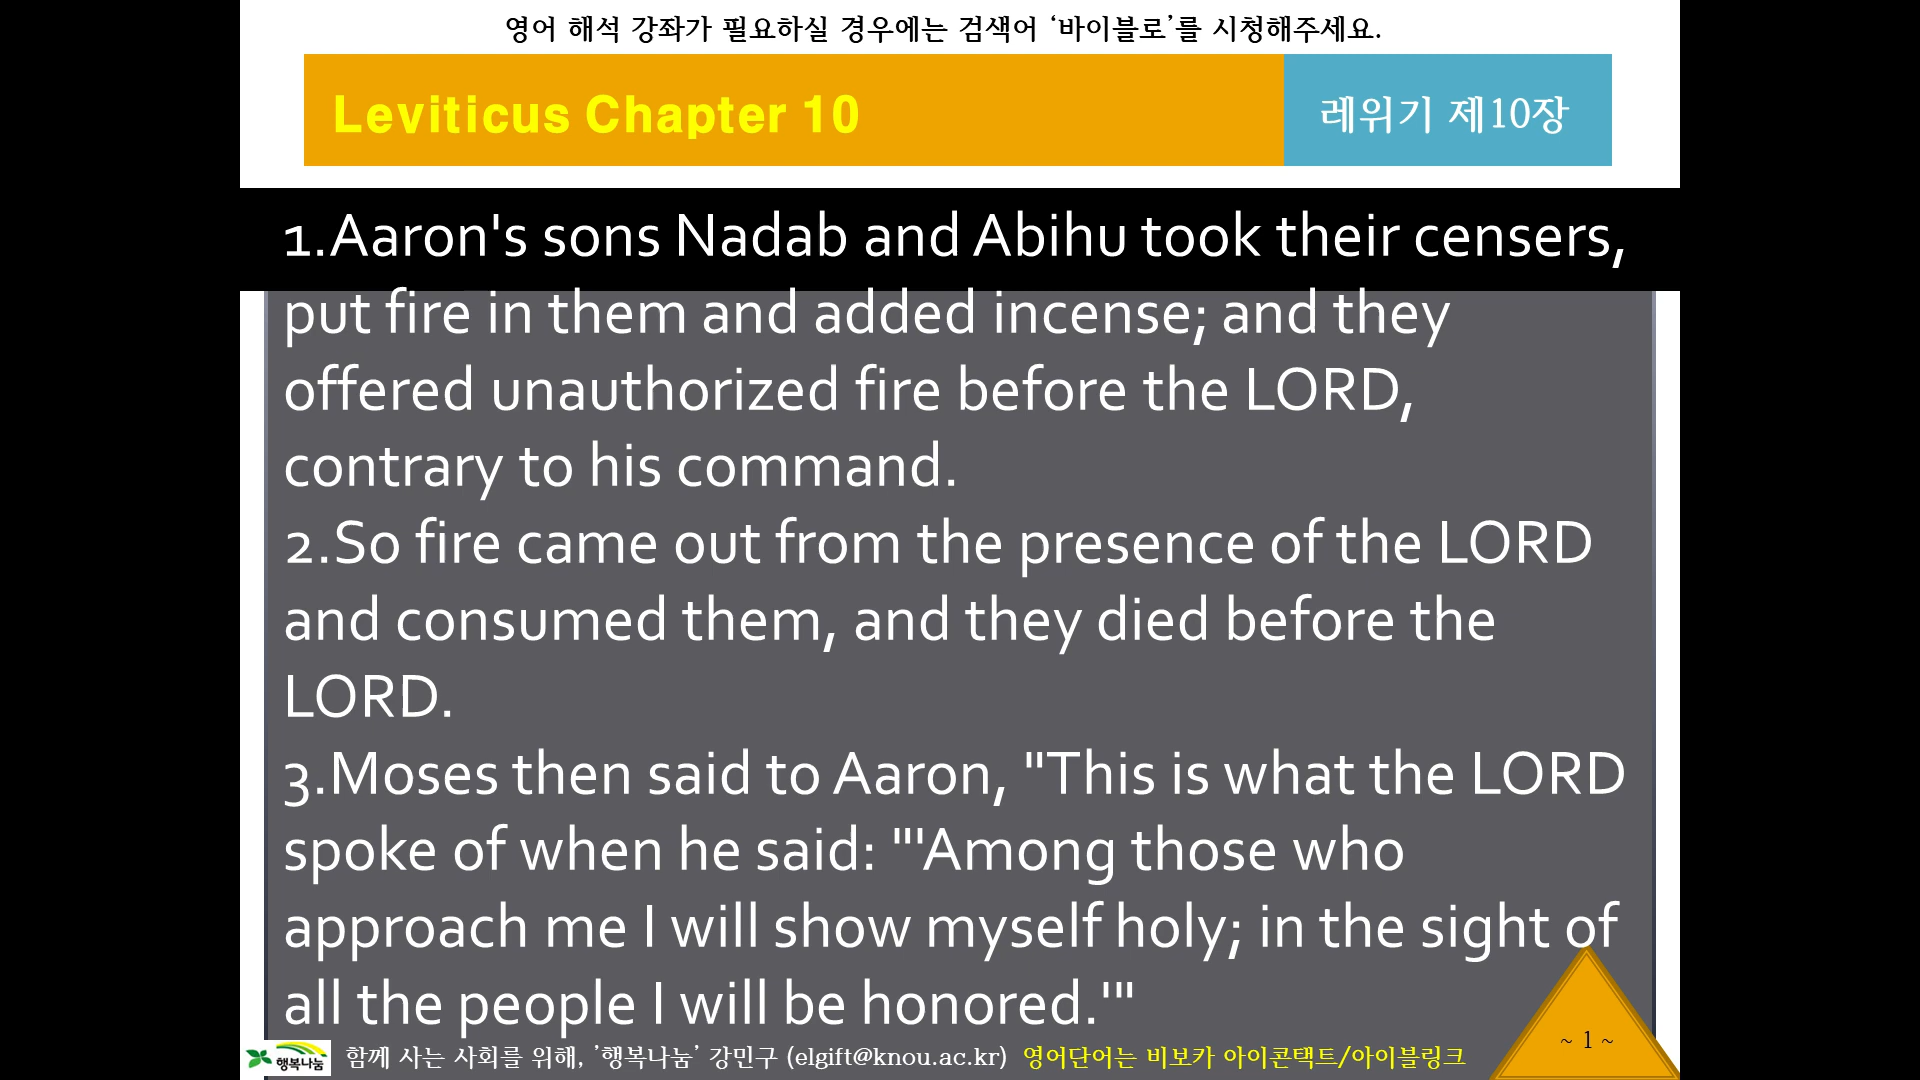 영어 해석 강좌가 필요하실 경우에는 검색어 ‘바이블로’를 시청해주세요.
Leviticus Chapter 10
레위기 제10장
1.Aaron's sons Nadab and Abihu took their censers,
put fire in them and added incense; and they
offered unauthorized fire before the LORD,
contrary to his command.
2.So fire came out from the presence of the LORD
and consumed them, and they died before the
LORD.
3.Moses then said to Aaron, "This is what the LORD
spoke of when he said: "'Among those who
approach me I will show myself holy; in the sight of
all the people I will be honored.'"
~ 1 ~
행복나눔
함께 사는 사회를 위해, ’행복나눔’ 강민구 (elgift@knou.ac.kr) 영어단어는 비보카 아이콘택트/아이블링크